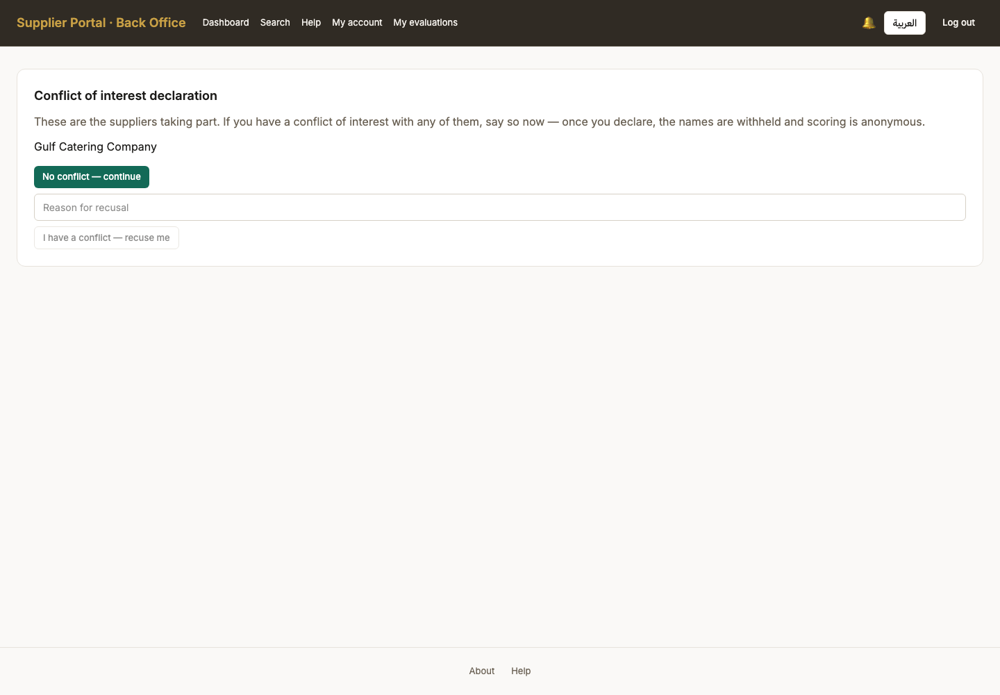 Supplier Portal · Back Office Dashboard Search Help My account My evaluations العربية Log out
Conflict of interest declaration
These are the suppliers taking part. If you have a conflict of interest with any of them, say so now — once you declare, the names are withheld and scoring is anonymous.
Gulf Catering Company
No conflict — continue
Reason for recusal
I have a conflict — recuse me
About Help